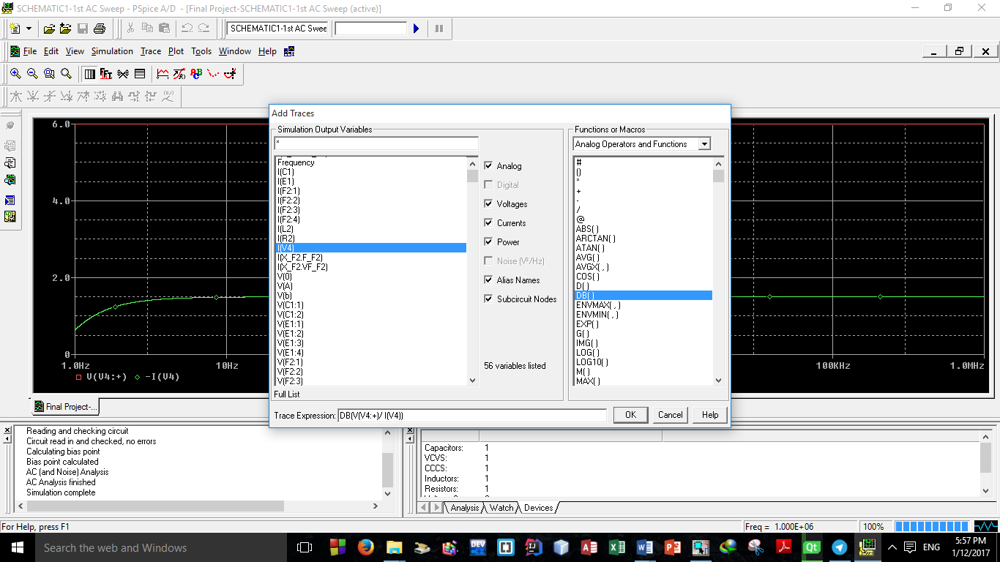 SCHEMATIC1-1st AC Sweep - PSpice A/D - [Final Project-SCHEMATIC1-1st AC Sweep (active)]
SCHEMATIC1-1st AC Swee
File Edit View Simulation Trace Plot Tools Window Help
Add Traces
Simulation Output Variables
*
Frequency
I(C1)
I(E1)
I(F2:1)
I(F2:2)
I(F2:3)
I(F2:4)
I(L2)
I(R2)
I(V4)
I(X_F2.F_F2)
I(X_F2.VF_F2)
V(0)
V(A)
V(b)
V(C1:1)
V(C1:2)
V(E1:1)
V(E1:2)
V(E1:3)
V(E1:4)
V(F2:1)
V(F2:2)
V(F2:3)
Full List
Analog
Digital
Voltages
Currents
Power
Noise (V²/Hz)
Alias Names
Subcircuit Nodes
56 variables listed
Functions or Macros
Analog Operators and Functions
#
()
*
+
-
/
@
ABS( )
ARCTAN( )
ATAN( )
AVG( )
AVGX( , )
COS( )
D( )
DB( )
ENVMAX( , )
ENVMIN( , )
EXP( )
G( )
IMG( )
LOG( )
LOG10( )
M( )
MAX( )
Trace Expression: DB(V(V4:+)/ I(V4))
OK Cancel Help
6.0
4.0
2.0
0
1.0Hz 10Hz 100KHz 1.0MHz
V(V4:+) -I(V4)
Final Project-...
Reading and checking circuit
Circuit read in and checked, no errors
Calculating bias point
Bias point calculated
AC (and Noise) Analysis
AC Analysis finished
Simulation complete
Capacitors: 1
VCVS: 1
CCCS: 1
Inductors: 1
Resistors: 1
Analysis Watch Devices
For Help, press F1
Freq = 1.000E+06 100%
Search the web and Windows
ENG
5:57 PM
1/12/2017